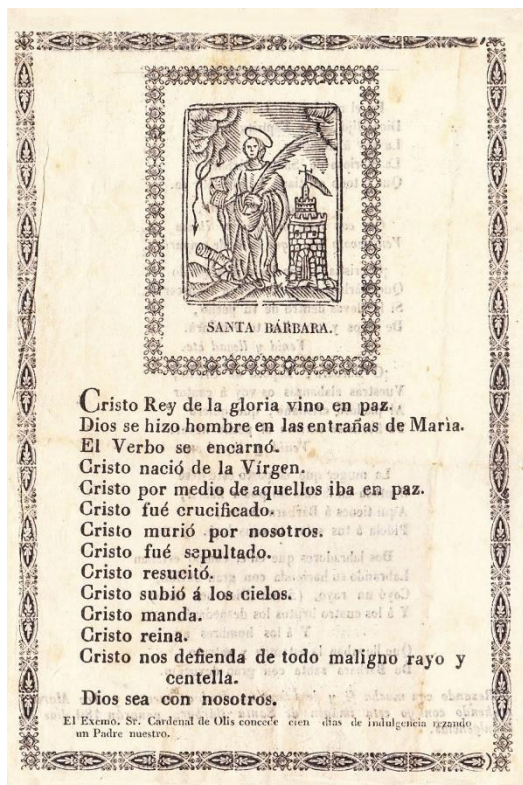 SANTA BÁRBARA.
Cristo Rey de la gloria vino en paz.
Dios se hizo hombre en las entrañas de Maria.
El Verbo se encarnó.
Cristo nació de la Vírgen.
Cristo por medio de aquellos iba en paz.
Cristo fué crucificado.
Cristo murió por nosotros.
Cristo fué sepultado.
Cristo resucitó.
Cristo subió á los cielos.
Cristo manda.
Cristo reina.
Cristo nos defienda de todo maligno rayo y
centella.
Dios sea con nosotros.
El Excmo. Sr. Cardenal de Olis concede cien dias de indulgencia rezando
un Padre nuestro.